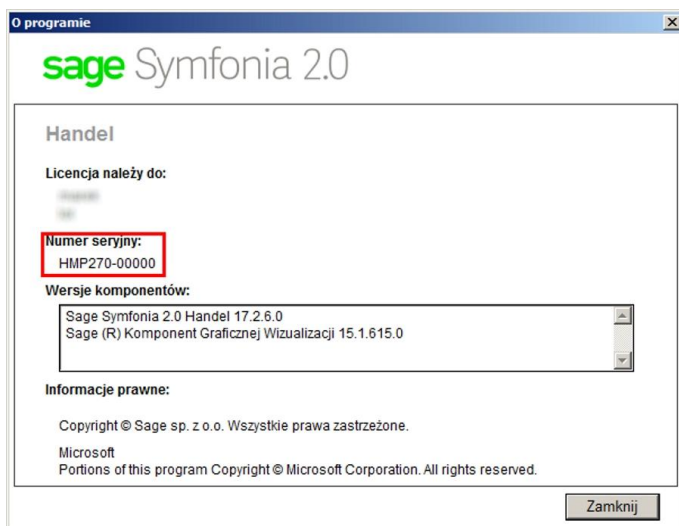 O programie
sage Symfonia 2.0
Handel
Licencja należy do:
Numer seryjny:
HMP270-00000
Wersje komponentów:
Sage Symfonia 2.0 Handel 17.2.6.0
Sage (R) Komponent Graficznej Wizualizacji 15.1.615.0
Informacje prawne:
Copyright © Sage sp. z o.o. Wszystkie prawa zastrzeżone.
Microsoft
Portions of this program Copyright © Microsoft Corporation. All rights reserved.
Zamknij